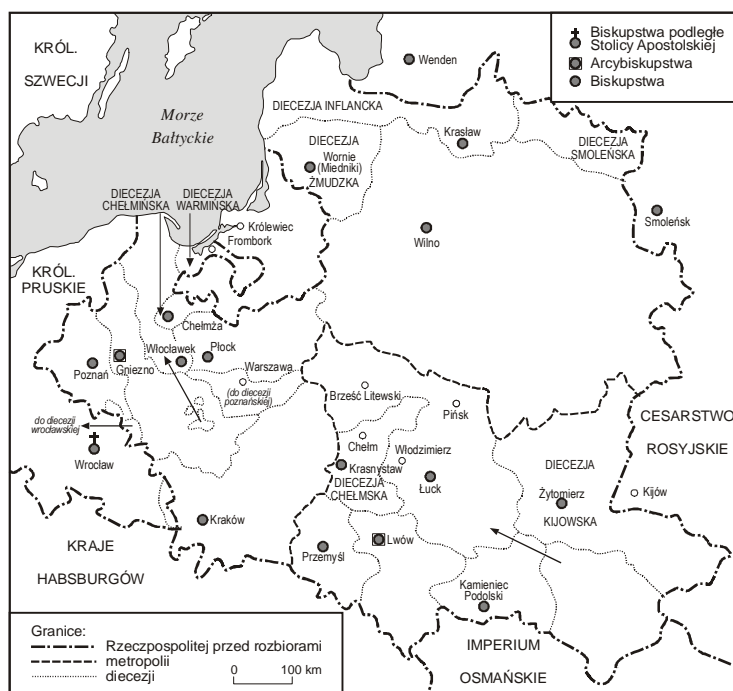 KRÓL.
SZWECJI
Morze
Bałtyckie
Wenden
Biskupstwa podległe
Stolicy Apostolskiej
Arcybiskupstwa
Biskupstwa
DIECEZJA INFLANCKA
DIECEZJA
Wornie
(Miedniki)
ŻMUDZKA
Krasław
DIECEZJA
SMOLEŃSKA
DIECEZJA
CHEŁMIŃSKA
DIECEZJA
WARMIŃSKA
Królewiec
Frombork
Wilno
Smoleńsk
KRÓL.
PRUSKIE
Chełmża
Włocławek
Płock
Poznań
Gniezno
Warszawa
(do diecezji
poznańskiej)
do diecezji
wrocławskiej
Wrocław
Brześć Litewski
Pińsk
Chełm
Włodzimierz
Krasnystaw
DIECEZJA
CHEŁMSKA
Łuck
DIECEZJA
Żytomierz
KIJOWSKA
Kijów
CESARSTWO
ROSYJSKIE
Kraków
Przemyśl
Lwów
Kamieniec
Podolski
KRAJE
HABSBURGÓW
IMPERIUM
OSMAŃSKIE
Granice:
Rzeczpospolitej przed rozbiorami
metropolii
diecezji
0 100 km